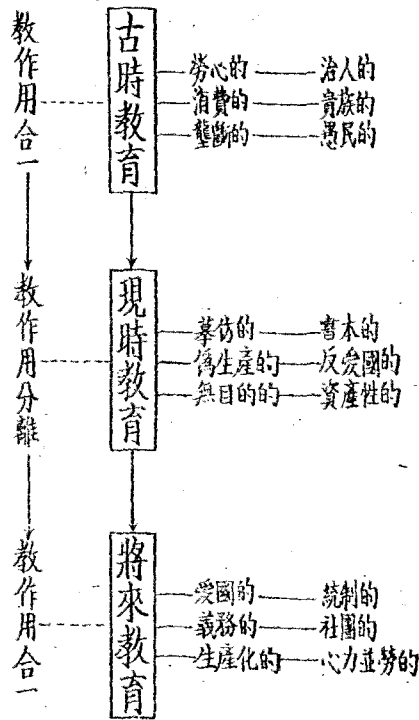 教作用合一
古時教育
勞心的——治人的
消費的——貴族的
壟斷的——愚民的
教作用分離
現時教育
摹仿的——書本的
偽生產的——反愛國的
無目的的——資產性的
教作用合一
將來教育
愛國的——統制的
義務的——社團的
生產化的——心力並勞的